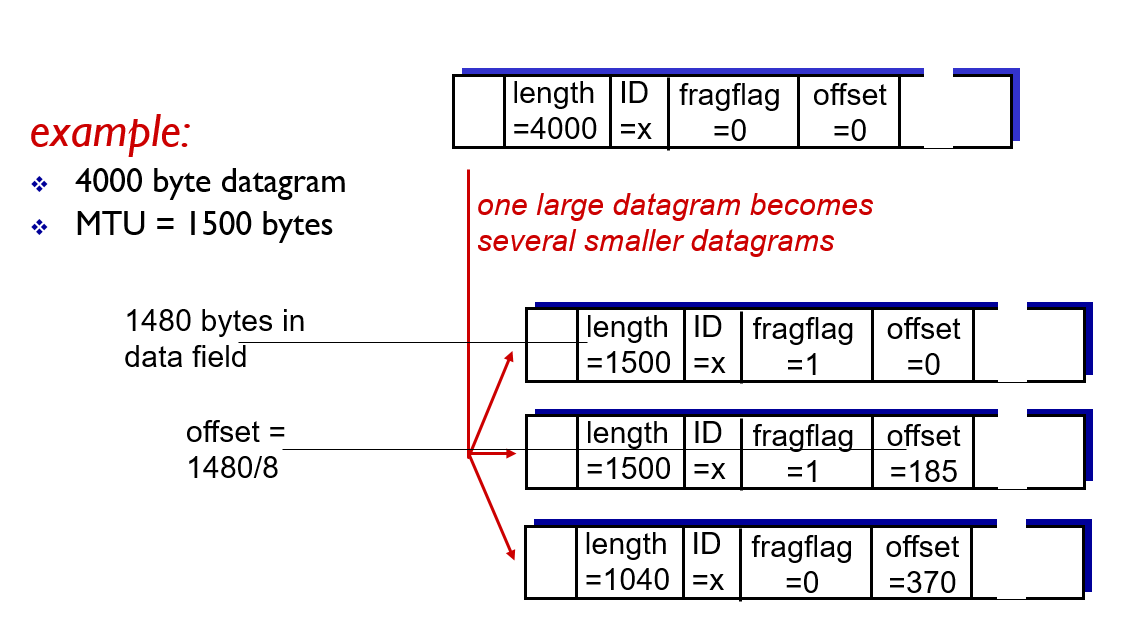 length ID fragflag offset
=4000 =x =0 =0
example:
4000 byte datagram
MTU = 1500 bytes
one large datagram becomes
several smaller datagrams
1480 bytes in
data field
length ID fragflag offset
=1500 =x =1 =0
offset =
1480/8
length ID fragflag offset
=1500 =x =1 =185
length ID fragflag offset
=1040 =x =0 =370